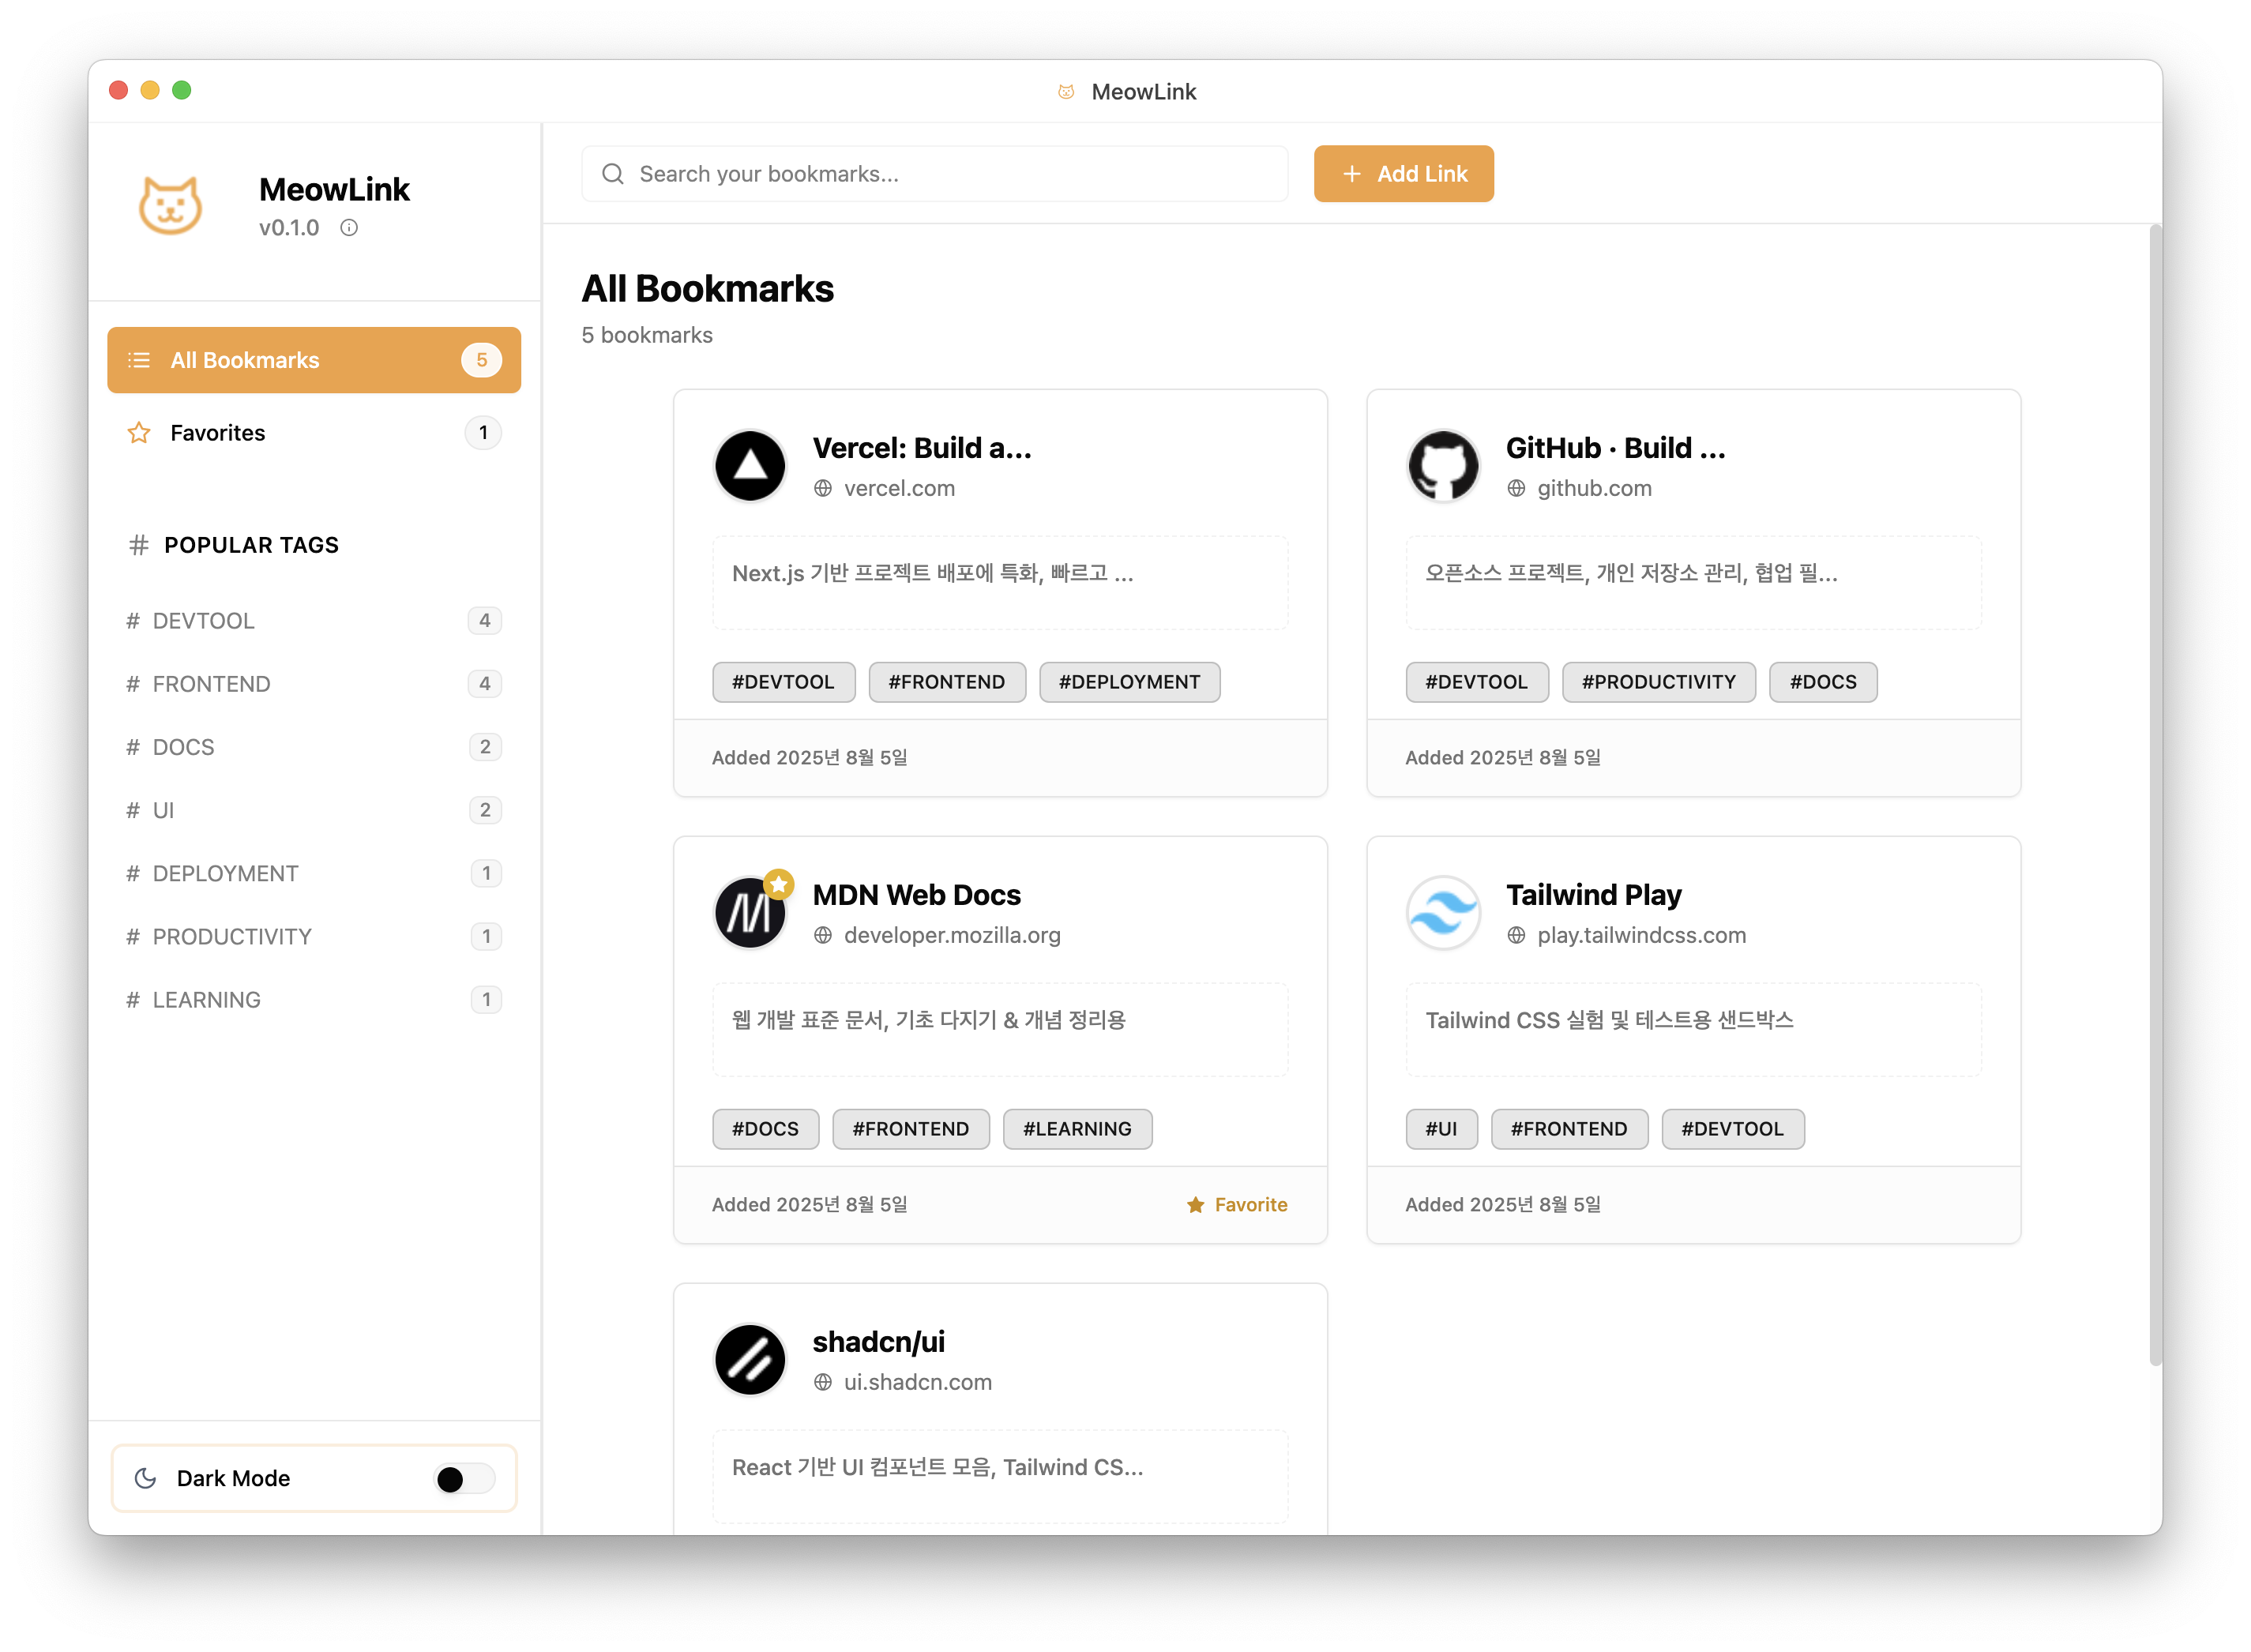 MeowLink
MeowLink
v0.1.0
Search your bookmarks...
+ Add Link
All Bookmarks 5
Favorites 1
# POPULAR TAGS
# DEVTOOL 4
# FRONTEND 4
# DOCS 2
# UI 2
# DEPLOYMENT 1
# PRODUCTIVITY 1
# LEARNING 1
Dark Mode
All Bookmarks
5 bookmarks
Vercel: Build a...
vercel.com
Next.js 기반 프로젝트 배포에 특화, 빠르고 ...
#DEVTOOL #FRONTEND #DEPLOYMENT
Added 2025년 8월 5일
GitHub · Build ...
github.com
오픈소스 프로젝트, 개인 저장소 관리, 협업 필...
#DEVTOOL #PRODUCTIVITY #DOCS
Added 2025년 8월 5일
MDN Web Docs
developer.mozilla.org
웹 개발 표준 문서, 기초 다지기 & 개념 정리용
#DOCS #FRONTEND #LEARNING
Added 2025년 8월 5일 Favorite
Tailwind Play
play.tailwindcss.com
Tailwind CSS 실험 및 테스트용 샌드박스
#UI #FRONTEND #DEVTOOL
Added 2025년 8월 5일
shadcn/ui
ui.shadcn.com
React 기반 UI 컴포넌트 모음, Tailwind CS...